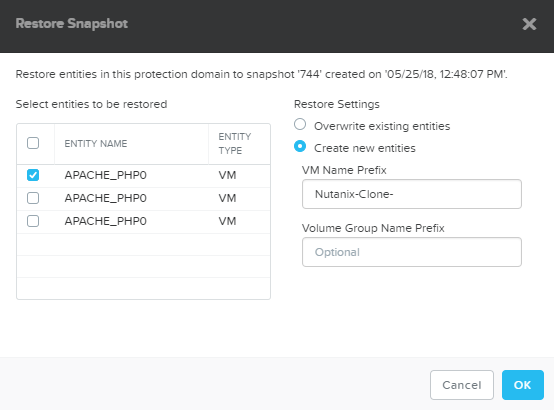 Restore Snapshot
Restore entities in this protection domain to snapshot '744' created on '05/25/18, 12:48:07 PM'.
Select entities to be restored
ENTITY NAME
ENTITY TYPE
APACHE_PHP0
VM
APACHE_PHP0
VM
APACHE_PHP0
VM
Restore Settings
Overwrite existing entities
Create new entities
VM Name Prefix
Nutanix-Clone-
Volume Group Name Prefix
Optional
Cancel
OK